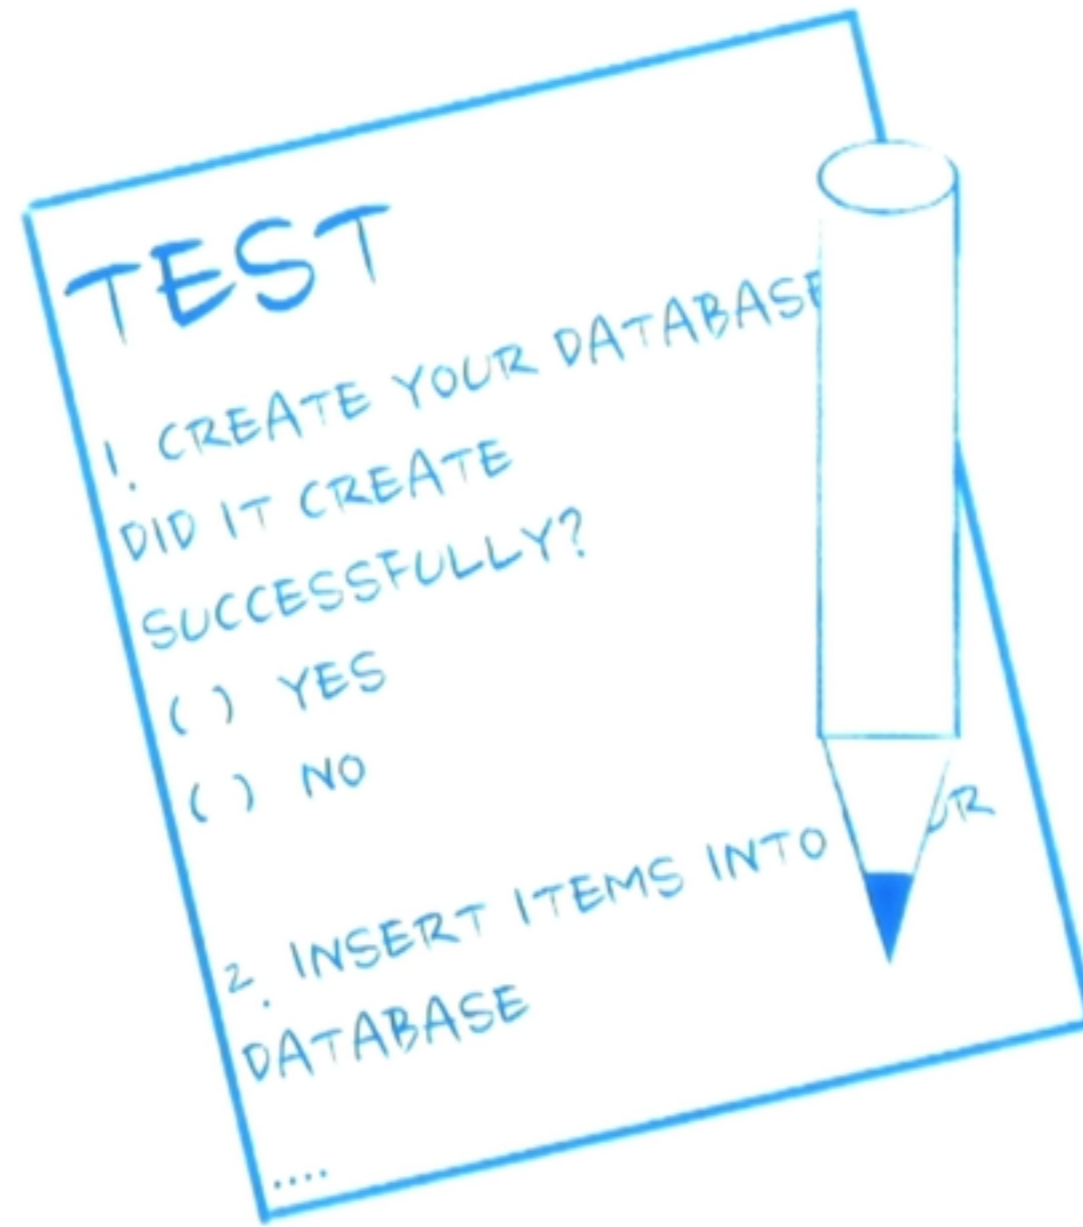 TEST
1. CREATE YOUR DATABASE
DID IT CREATE
SUCCESSFULLY?
( ) YES
( ) NO
2. INSERT ITEMS INTO
DATABASE
....